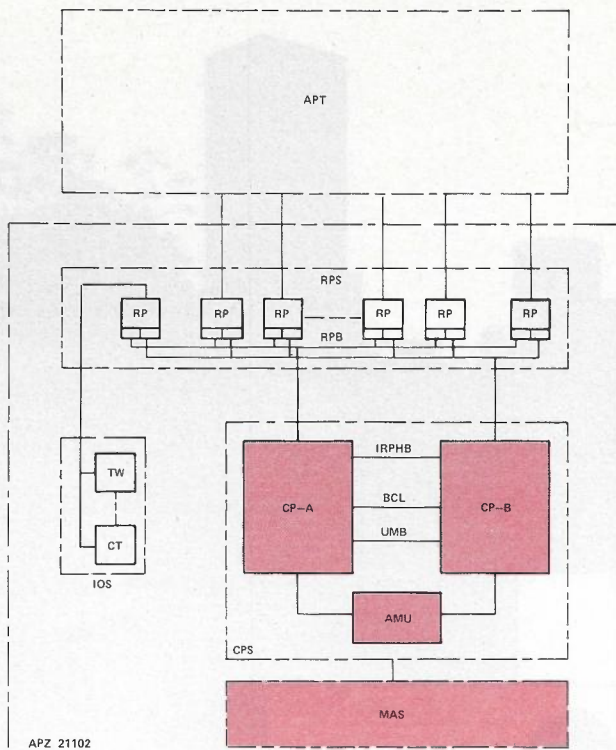 APT
RPS
RP RP RP RP RP RP
RPB
IRPHB
TW
CP–A BCL CP–B
UMB
CT
IOS
AMU
CPS
MAS
APZ 21102